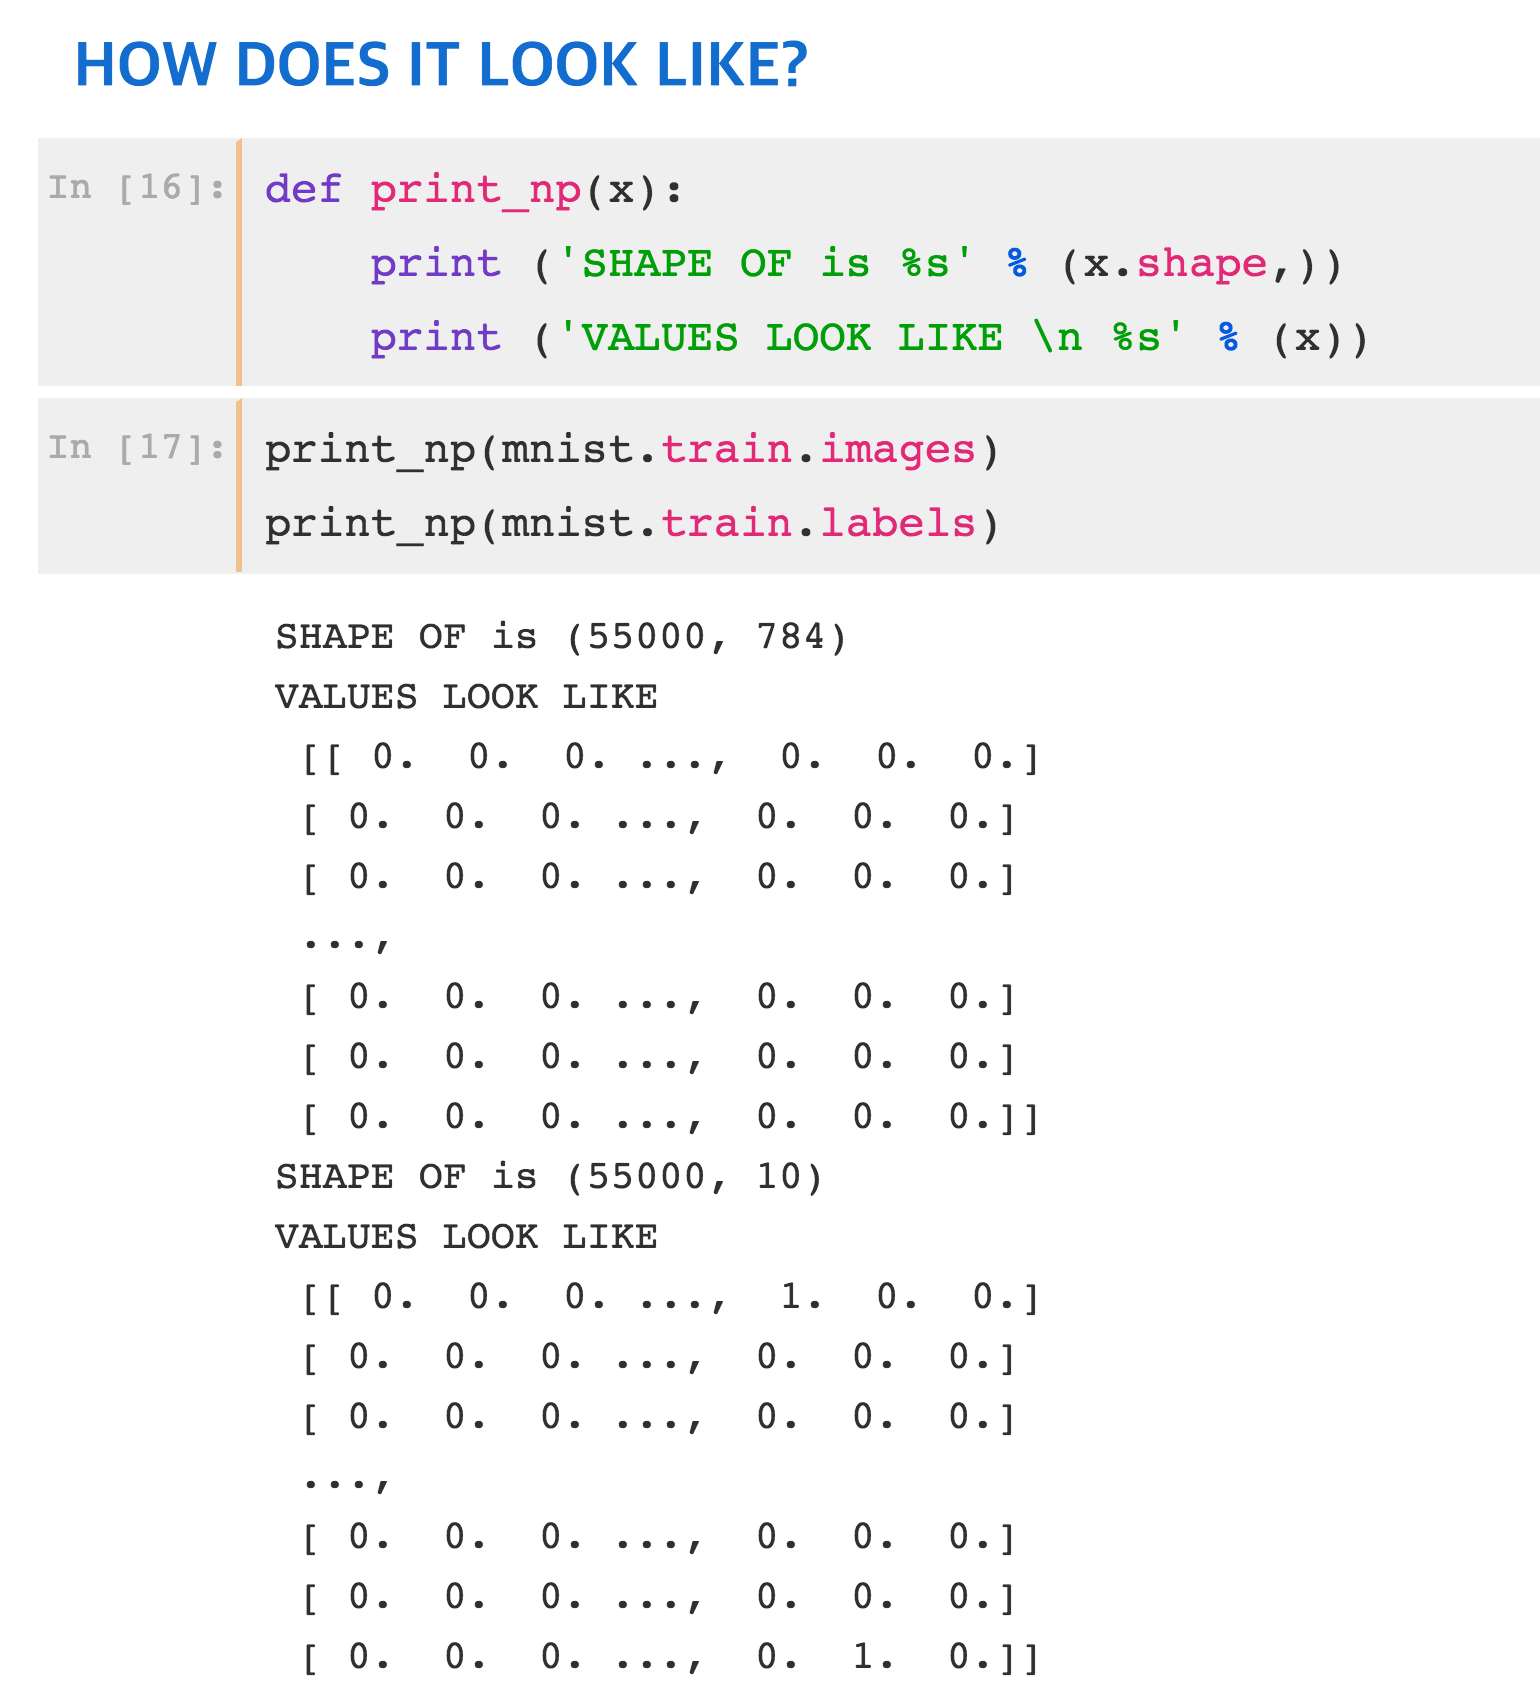 HOW DOES IT LOOK LIKE?
In [16]: def print_np(x):
    print ('SHAPE OF is %s' % (x.shape,))
    print ('VALUES LOOK LIKE \n %s' % (x))
In [17]: print_np(mnist.train.images)
print_np(mnist.train.labels)
SHAPE OF is (55000, 784)
VALUES LOOK LIKE
 [[ 0.  0.  0. ...,  0.  0.  0.]
 [ 0.  0.  0. ...,  0.  0.  0.]
 [ 0.  0.  0. ...,  0.  0.  0.]
 ...,
 [ 0.  0.  0. ...,  0.  0.  0.]
 [ 0.  0.  0. ...,  0.  0.  0.]
 [ 0.  0.  0. ...,  0.  0.  0.]]
SHAPE OF is (55000, 10)
VALUES LOOK LIKE
 [[ 0.  0.  0. ...,  1.  0.  0.]
 [ 0.  0.  0. ...,  0.  0.  0.]
 [ 0.  0.  0. ...,  0.  0.  0.]
 ...,
 [ 0.  0.  0. ...,  0.  0.  0.]
 [ 0.  0.  0. ...,  0.  0.  0.]
 [ 0.  0.  0. ...,  0.  1.  0.]]